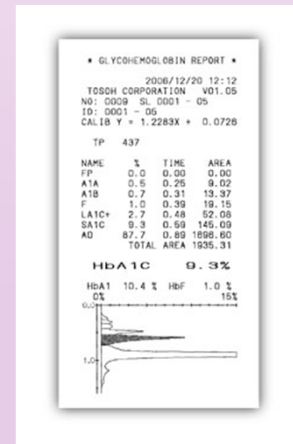 * GLYCOHEMOGLOBIN REPORT *
2006/12/20 12:12
TOSOH CORPORATION V01.05
NO: 0009 SL 0001 - 05
ID: 0001 - 05
CALIB Y = 1.2283X + 0.0726
TP 437
NAME % TIME AREA
FP 0.0 0.00 0.00
A1A 0.5 0.25 9.02
A1B 0.7 0.31 13.37
F 1.0 0.39 19.15
LA1C+ 2.7 0.48 52.08
SA1C 9.3 0.59 145.09
A0 87.7 0.89 1698.60
TOTAL AREA 1935.31
HbA1C 9.3%
HbA1 10.4 % HbF 1.0 %
0% 15%
0.0
1.0